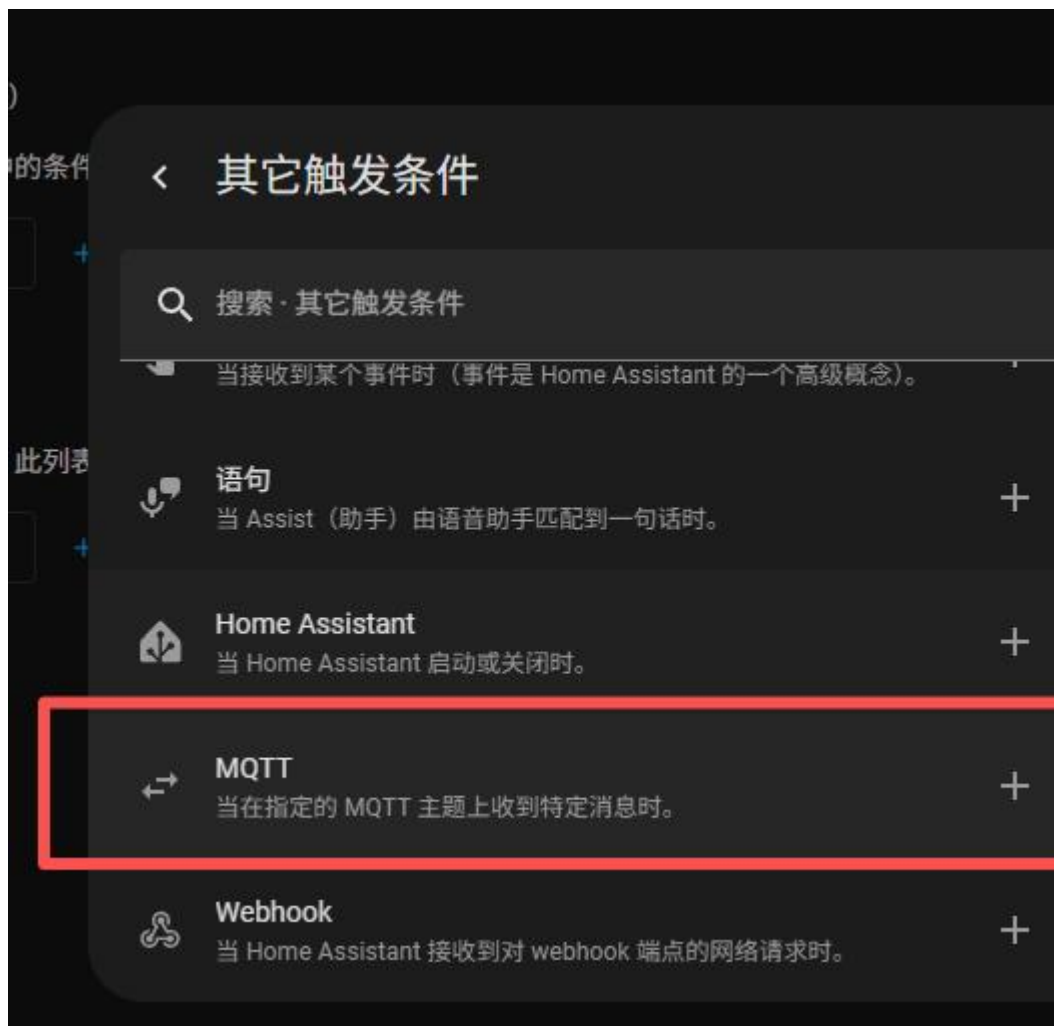 )
的条件
其它触发条件
搜索 · 其它触发条件
当接收到某个事件时（事件是 Home Assistant 的一个高级概念）。
此列表
语句
当 Assist（助手）由语音助手匹配到一句话时。
Home Assistant
当 Home Assistant 启动或关闭时。
MQTT
当在指定的 MQTT 主题上收到特定消息时。
Webhook
当 Home Assistant 接收到对 webhook 端点的网络请求时。